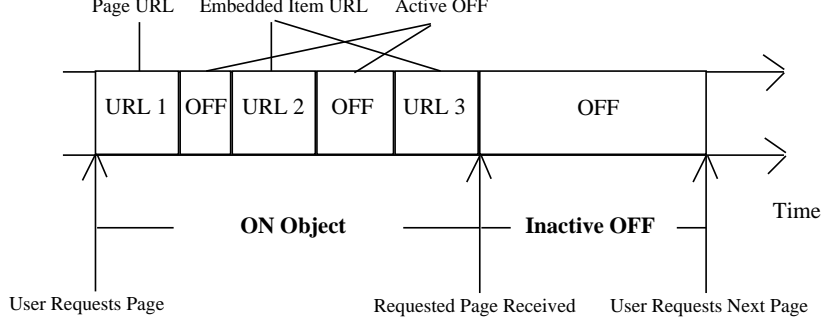 Page URL Embedded Item URL Active OFF
URL 1 OFF URL 2 OFF URL 3 OFF
Time
ON Object Inactive OFF
User Requests Page Requested Page Received User Requests Next Page